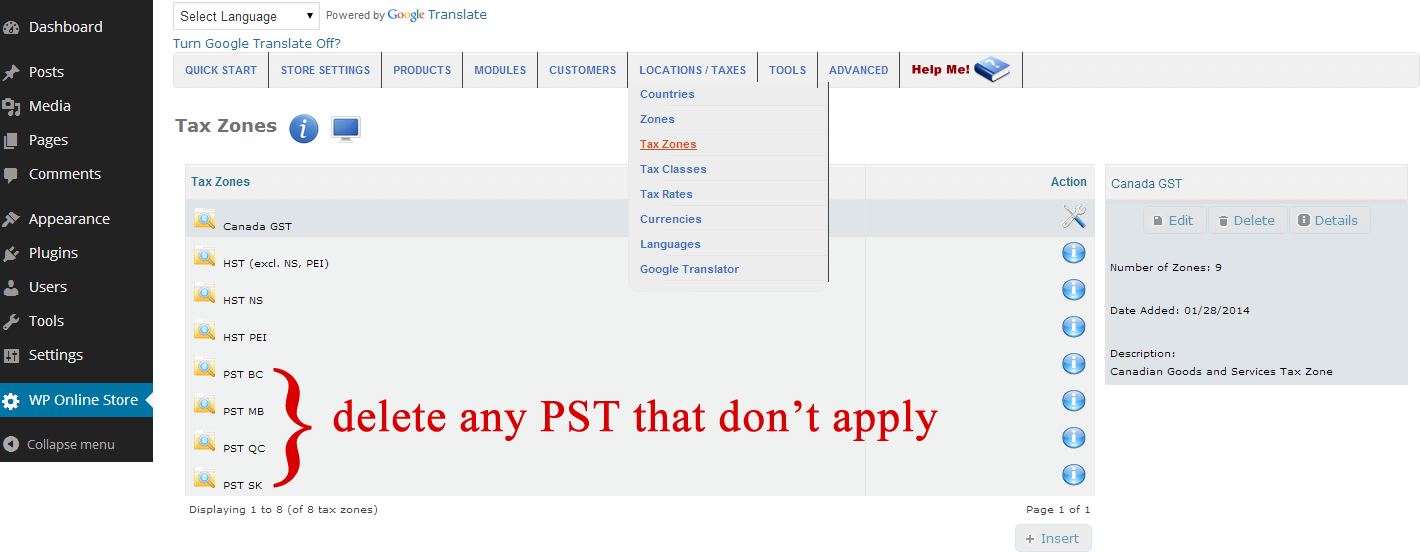 Dashboard
Posts
Media
Pages
Comments
Appearance
Plugins
Users
Tools
Settings
WP Online Store
Collapse menu
Select Language
Powered by Google Translate
Turn Google Translate Off?
QUICK START
STORE SETTINGS
PRODUCTS
MODULES
CUSTOMERS
LOCATIONS / TAXES
TOOLS
ADVANCED
Help Me!
Countries
Zones
Tax Zones
Tax Classes
Tax Rates
Currencies
Languages
Google Translator
Tax Zones
Tax Zones Action
Canada GST
HST (excl. NS, PEI)
HST NS
HST PEI
PST BC
PST MB
PST QC
PST SK
delete any PST that don’t apply
Displaying 1 to 8 (of 8 tax zones)
Page 1 of 1
Insert
Canada GST
Edit Delete Details
Number of Zones: 9
Date Added: 01/28/2014
Description:
Canadian Goods and Services Tax Zone